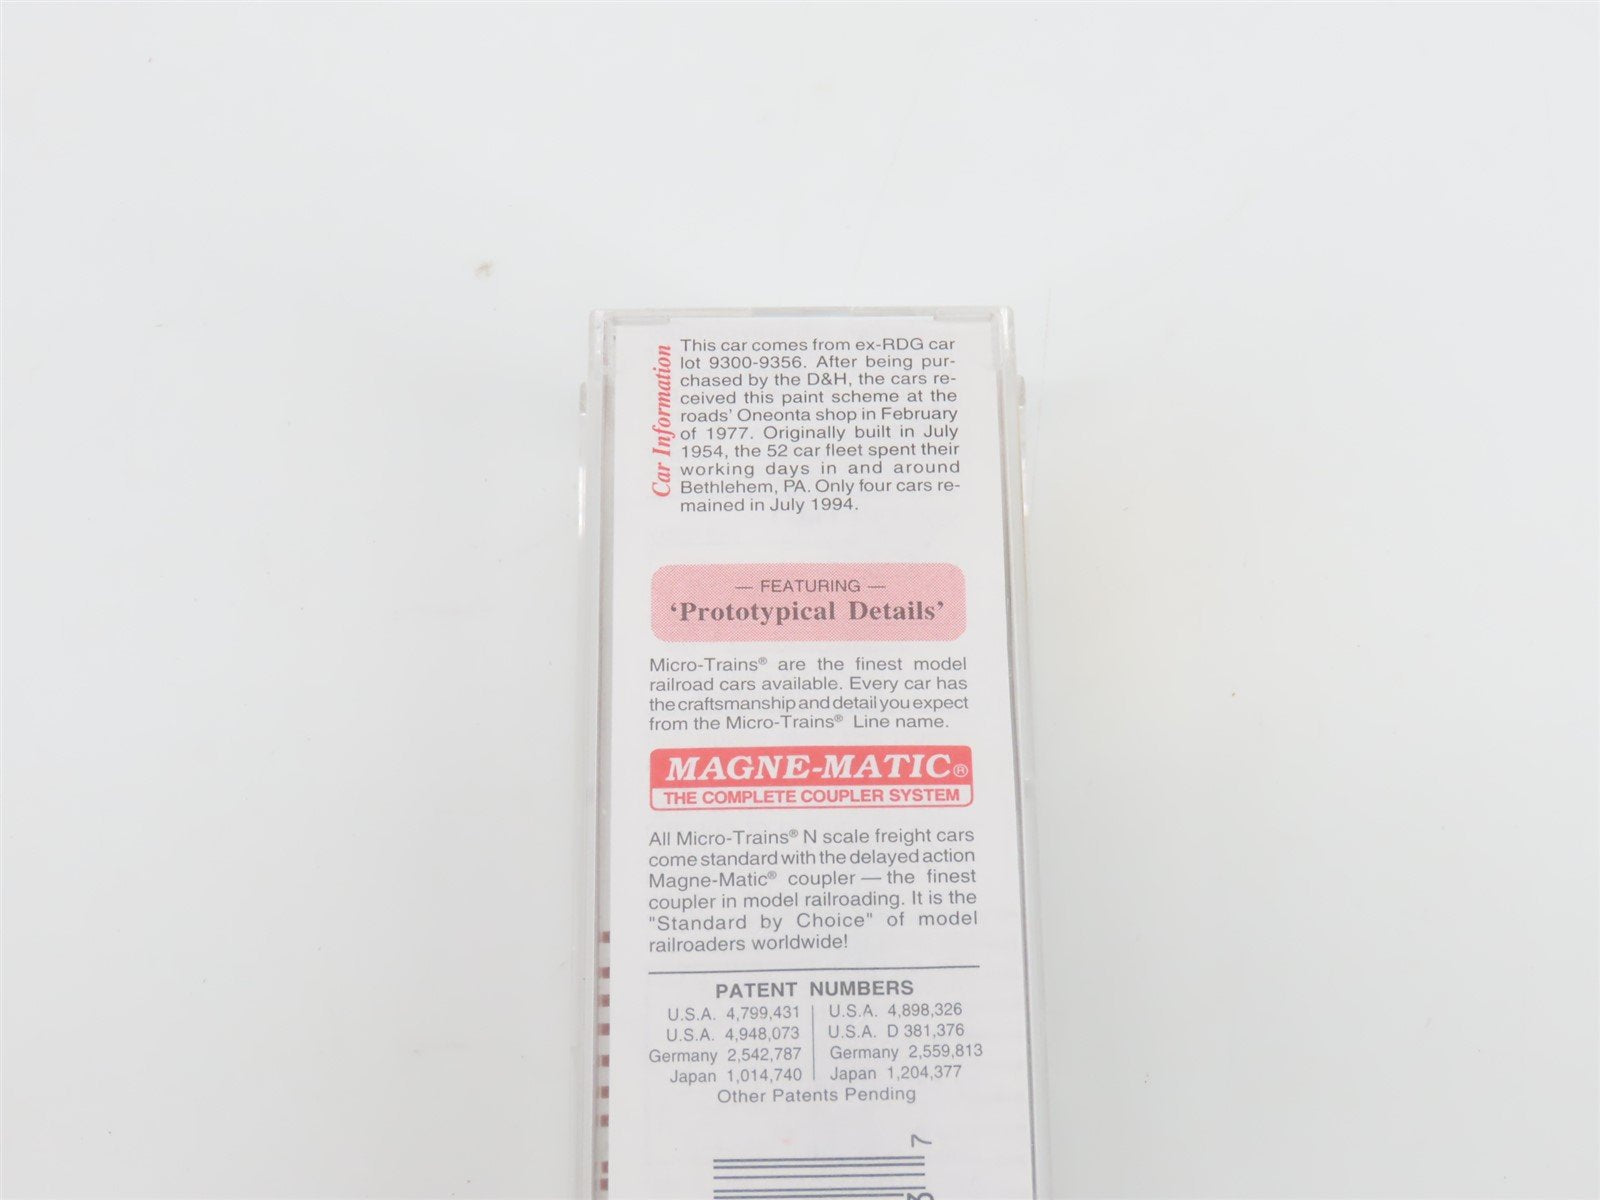 Car Information
This car comes from ex-RDG car
lot 9300-9356. After being pur-
chased by the D&H, the cars re-
ceived this paint scheme at the
roads' Oneonta shop in February
of 1977. Originally built in July
1954, the 52 car fleet spent their
working days in and around
Bethlehem, PA. Only four cars re-
mained in July 1994.
— FEATURING —
'Prototypical Details'
Micro-Trains® are the finest model
railroad cars available. Every car has
the craftsmanship and detail you expect
from the Micro-Trains® Line name.
MAGNE-MATIC®
THE COMPLETE COUPLER SYSTEM
All Micro-Trains® N scale freight cars
come standard with the delayed action
Magne-Matic® coupler — the finest
coupler in model railroading. It is the
"Standard by Choice" of model
railroaders worldwide!
PATENT NUMBERS
U.S.A. 4,799,431 U.S.A. 4,898,326
U.S.A. 4,948,073 U.S.A. D 381,376
Germany 2,542,787 Germany 2,559,813
Japan 1,014,740 Japan 1,204,377
Other Patents Pending
7